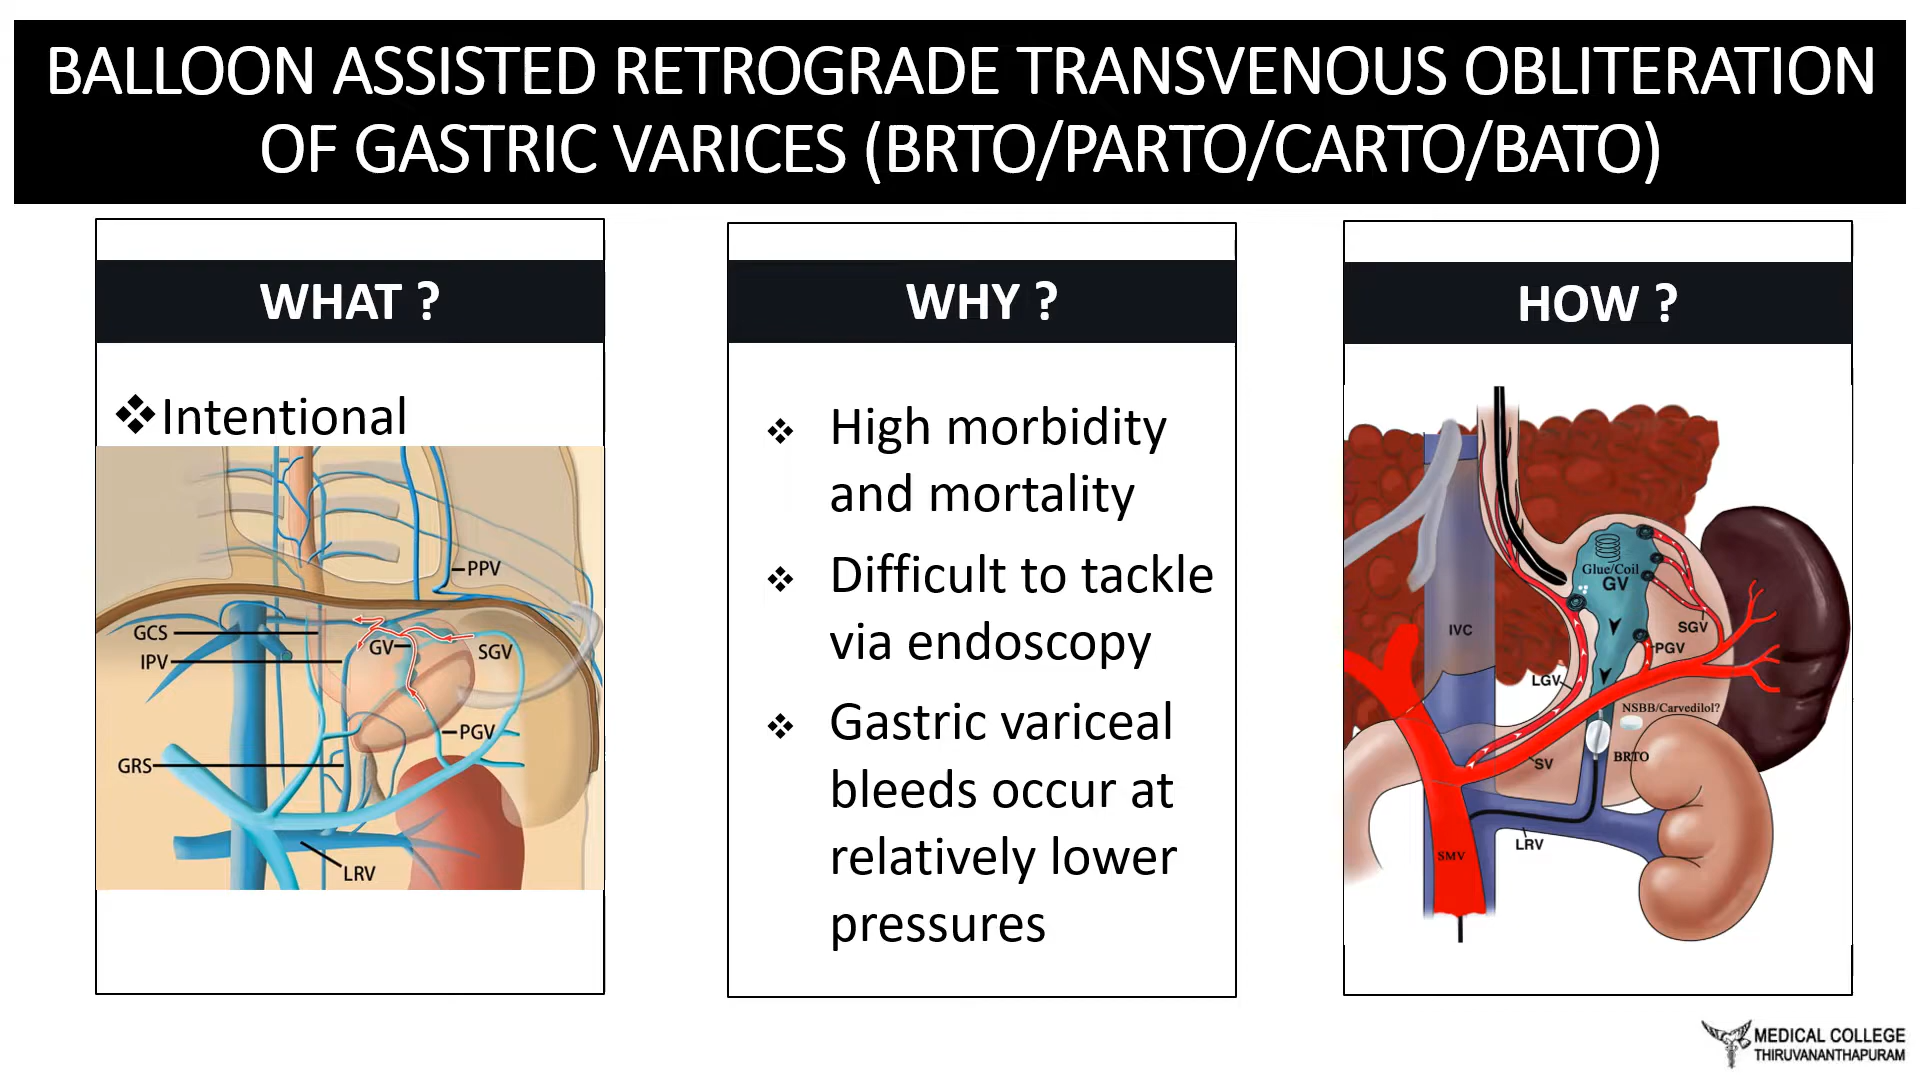 BALLOON ASSISTED RETROGRADE TRANSVENOUS OBLITERATION
OF GASTRIC VARICES (BRTO/PARTO/CARTO/BATO)
WHAT ?
❖Intentional
PPV
GCS
GV
SGV
IPV
PGV
GRS
LRV
WHY ?
❖ High morbidity
and mortality
❖ Difficult to tackle
via endoscopy
❖ Gastric variceal
bleeds occur at
relatively lower
pressures
HOW ?
Glue/Coil
GV
IVC
SGV
PGV
LGV
NSBB/Carvedilol?
BRTO
SV
LRV
SMV
MEDICAL COLLEGE
THIRUVANANTHAPURAM